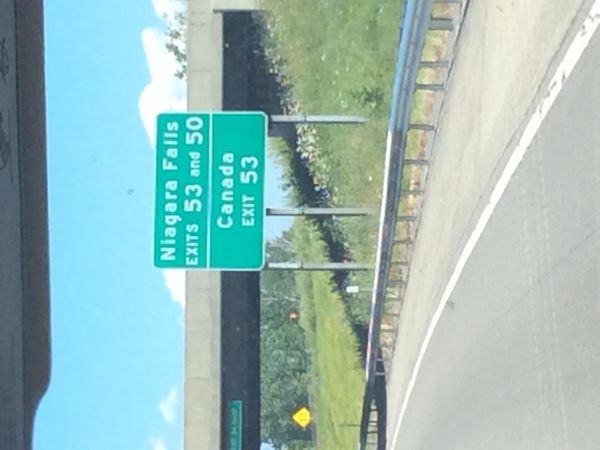 Niagara Falls
EXITS 53 and 50
Canada
EXIT 53